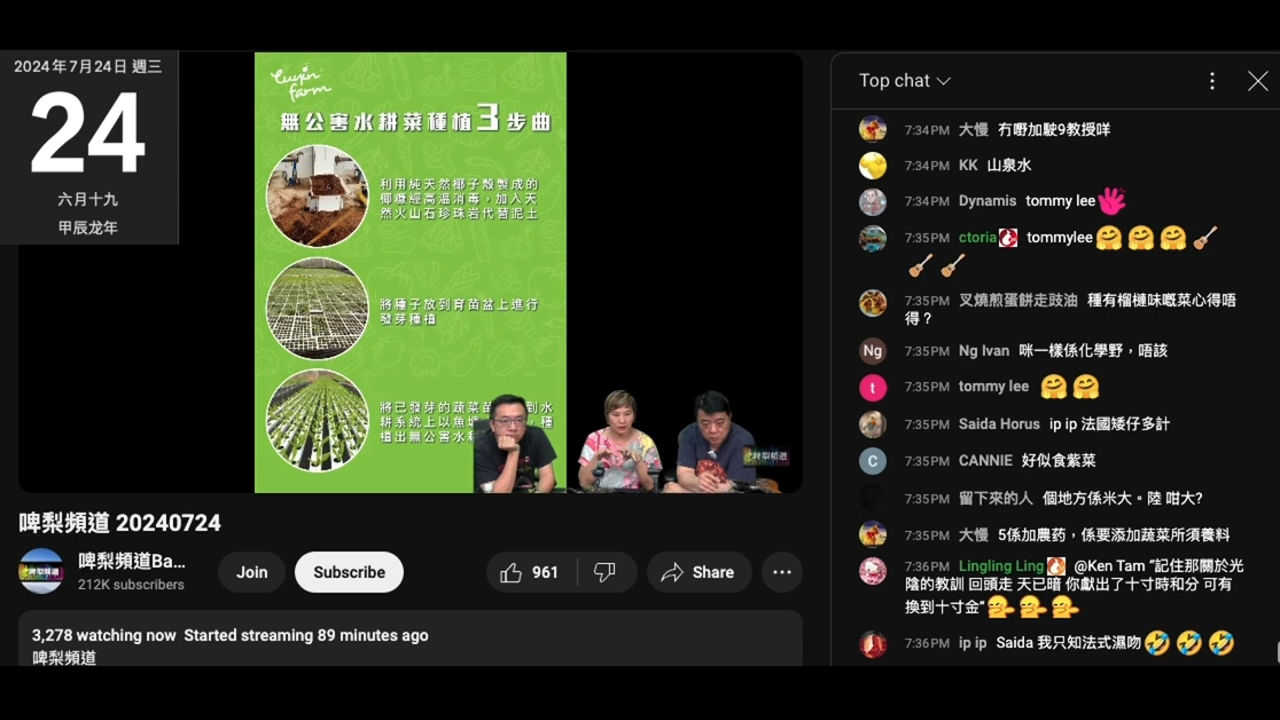 2024年7月24日 週三
24
六月十九
甲辰龙年
Luyin
farm
無公害水耕菜種植3步曲
利用純天然椰子殼製成的
椰糠經高溫消毒，加入天
然火山石珍珠岩代替泥土
將種子放到育苗盆上進行
發芽種植
將已發芽的蔬菜苗
到水
耕系統上以魚
種
植出無公害水
啤梨頻道
啤梨頻道 20240724
啤梨頻道Ba...
212K subscribers
Join
Subscribe
961
Share
3,278 watching now Started streaming 89 minutes ago
啤梨頻道
Top chat
7:34PM 大慢 冇嘢加駛9教授咩
7:34PM KK 山泉水
7:34PM Dynamis tommy lee
7:35PM ctoria tommylee🤗🤗🤗🎸
🎸🎸
7:35PM 叉燒煎蛋餅走豉油 種有榴槤味嘅菜心得唔
得？
Ng 7:35PM Ng Ivan 咪一樣係化學野，唔該
t 7:35PM tommy lee 🤗🤗
7:35PM Saida Horus ip ip 法國矮仔多計
C 7:35PM CANNIE 好似食紫菜
7:35PM 留下來的人 個地方係米大。陸 咁大?
7:35PM 大慢 5係加農药，係要添加蔬菜所須養料
7:36PM Lingling Ling @Ken Tam “記住那關於光
陰的教訓 回頭走 天已暗 你獻出了十寸時和分 可有
換到十寸金”
7:36PM ip ip Saida 我只知法式濕吻🤣🤣🤣